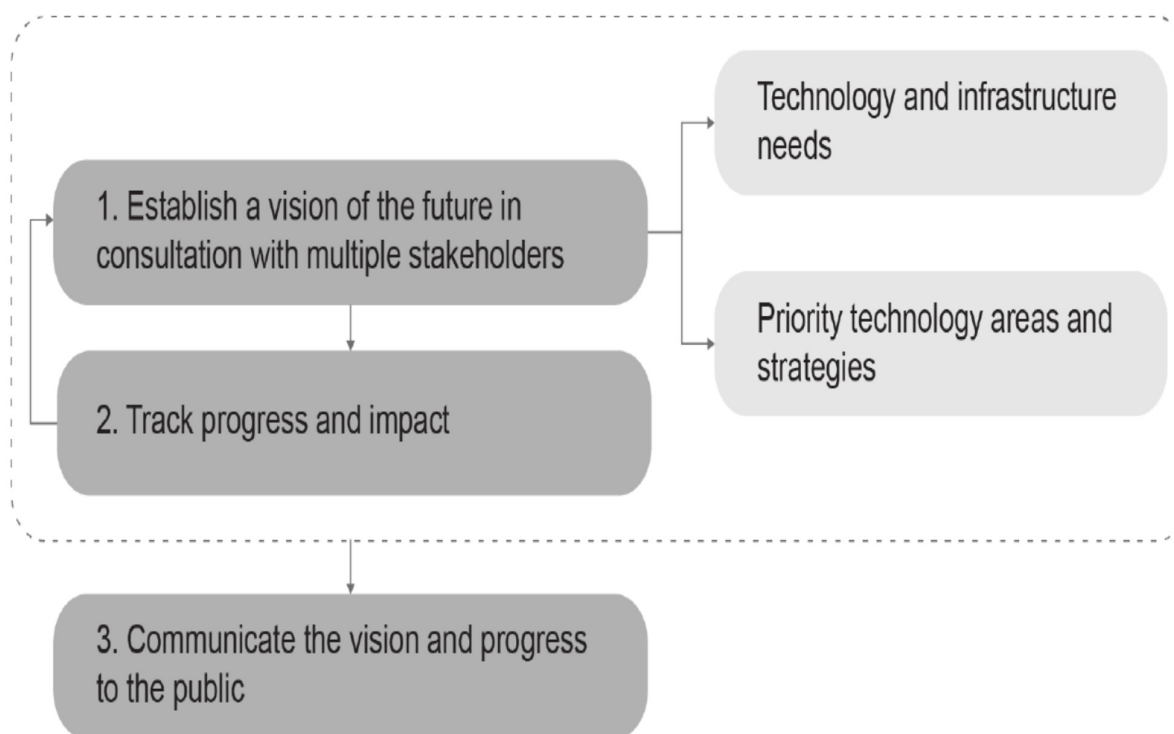 Technology and infrastructure
needs
1. Establish a vision of the future in
consultation with multiple stakeholders
Priority technology areas and
strategies
2. Track progress and impact
3. Communicate the vision and progress
to the public